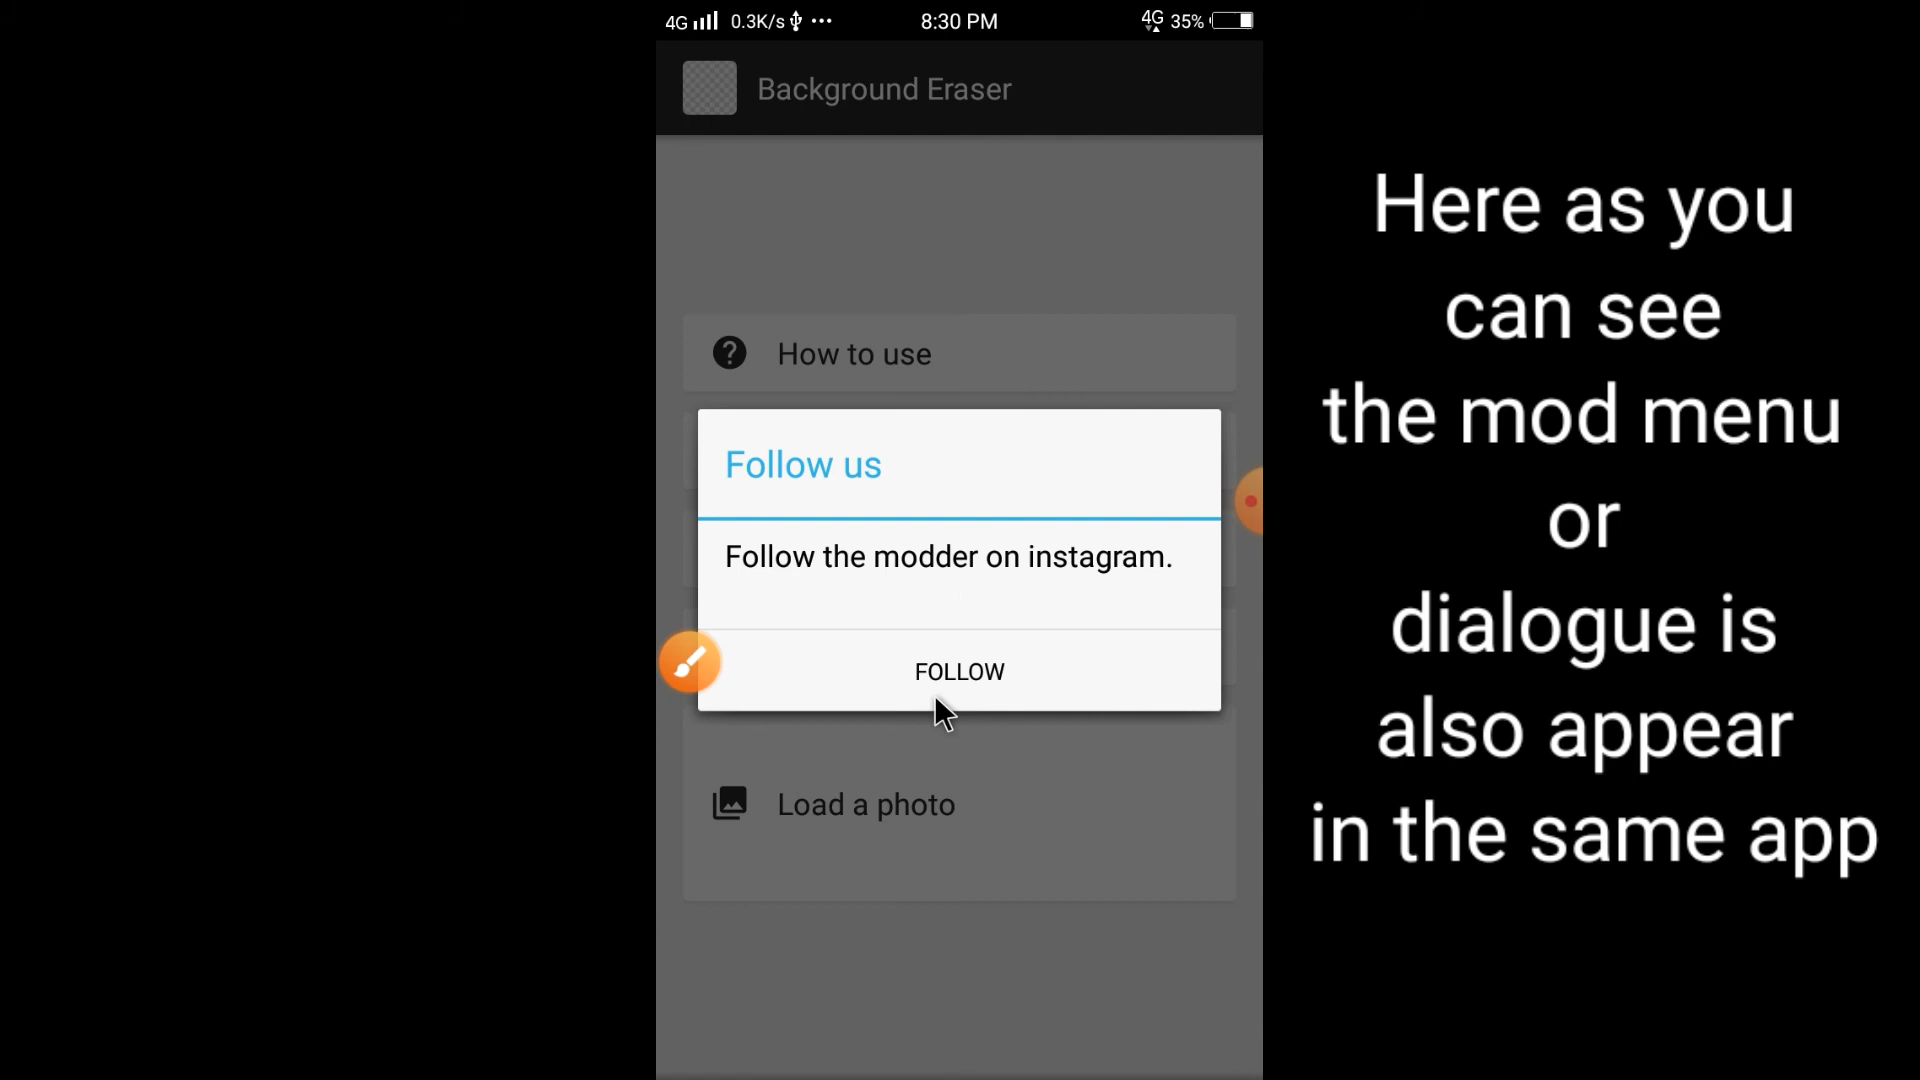 4G 0.3K/s 8:30 PM 4G 35%
Background Eraser
How to use
Follow us
Follow the modder on instagram.
FOLLOW
Load a photo
Here as you
can see
the mod menu
or
dialogue is
also appear
in the same app